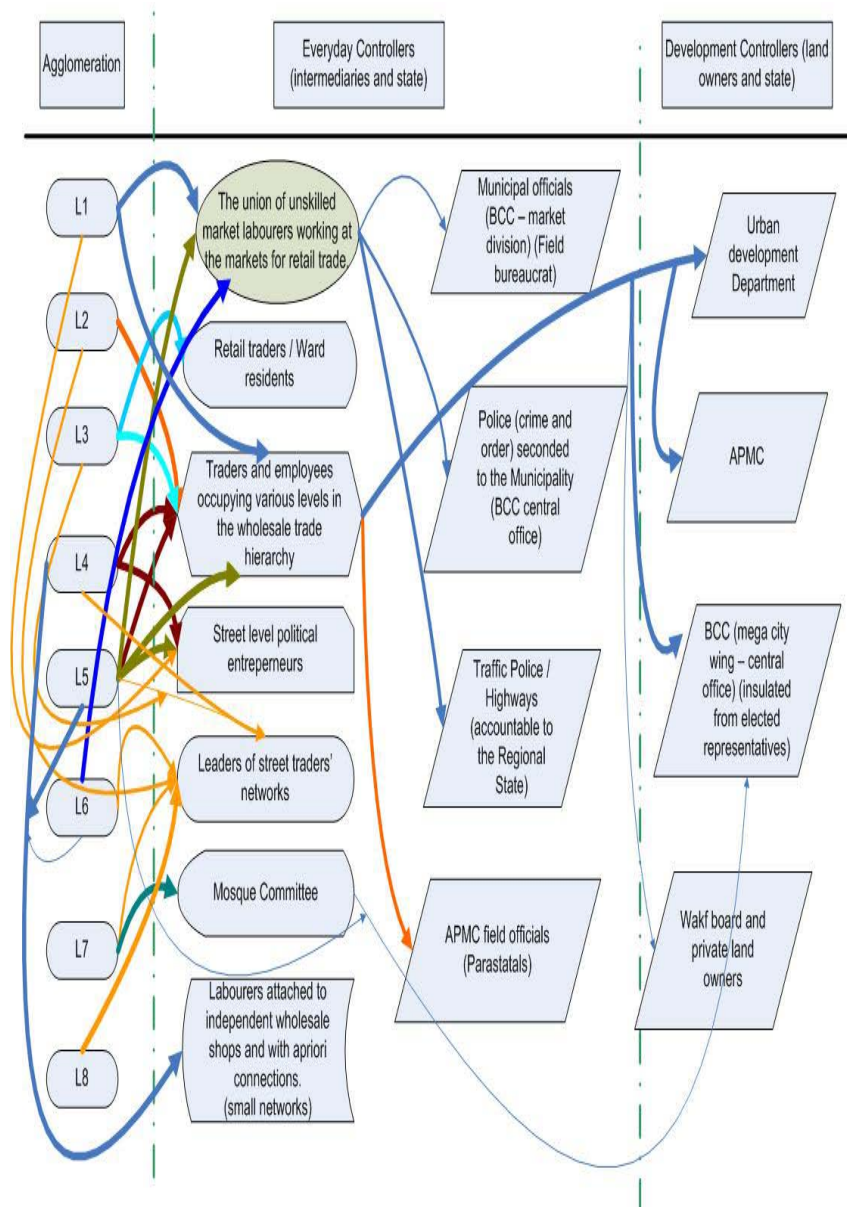 Agglomeration
Everyday Controllers
(intermediaries and state)
Development Controllers (land
owners and state)
L1
L2
L3
L4
L5
L6
L7
L8
The union of unskilled
market labourers working at
the markets for retail trade.
Retail traders / Ward
residents
Traders and employees
occupying various levels in
the wholesale trade
hierarchy
Street level political
entreperneurs
Leaders of street traders'
networks
Mosque Committee
Labourers attached to
independent wholesale
shops and with apriori
connections.
(small networks)
Municipal officials
(BCC – market
division) (Field
bureaucrat)
Police (crime and
order) seconded
to the Municipality
(BCC central
office)
Traffic Police /
Highways
(accountable to
the Regional
State)
APMC field officials
(Parastatals)
Urban
development
Department
APMC
BCC (mega city
wing – central
office) (insulated
from elected
representatives)
Wakf board and
private land
owners